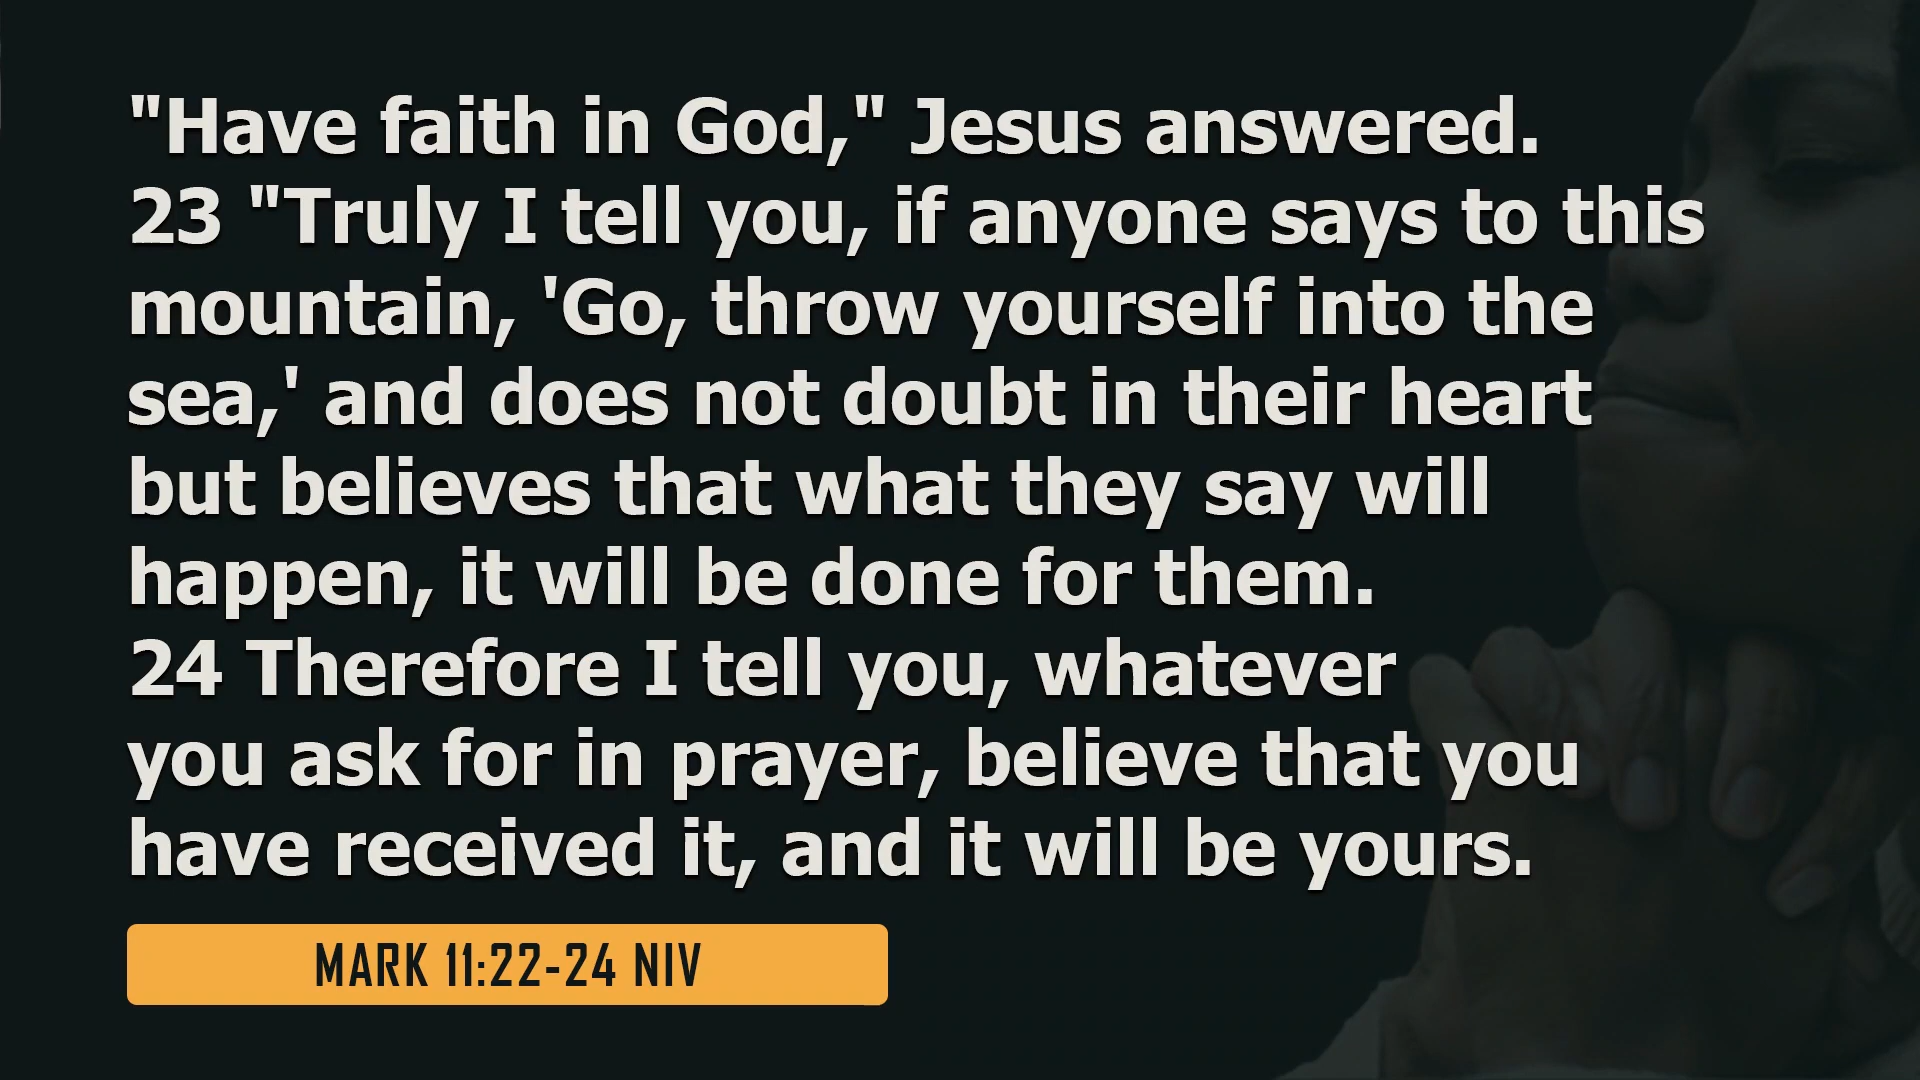 "Have faith in God," Jesus answered.
23 "Truly I tell you, if anyone says to this
mountain, 'Go, throw yourself into the
sea,' and does not doubt in their heart
but believes that what they say will
happen, it will be done for them.
24 Therefore I tell you, whatever
you ask for in prayer, believe that you
have received it, and it will be yours.
MARK 11:22-24 NIV